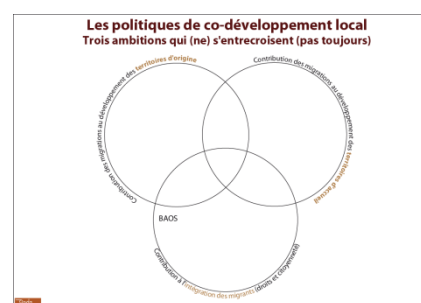 Les politiques de co-développement local
Trois ambitions qui (ne) s'entrecroisent (pas toujours)
Contribution des migrations au développement des territoires d'origine
Contribution des migrations au développement des territoires d'accueil
BAOS
Contribution à l'intégration des migrants (droits et citoyenneté)